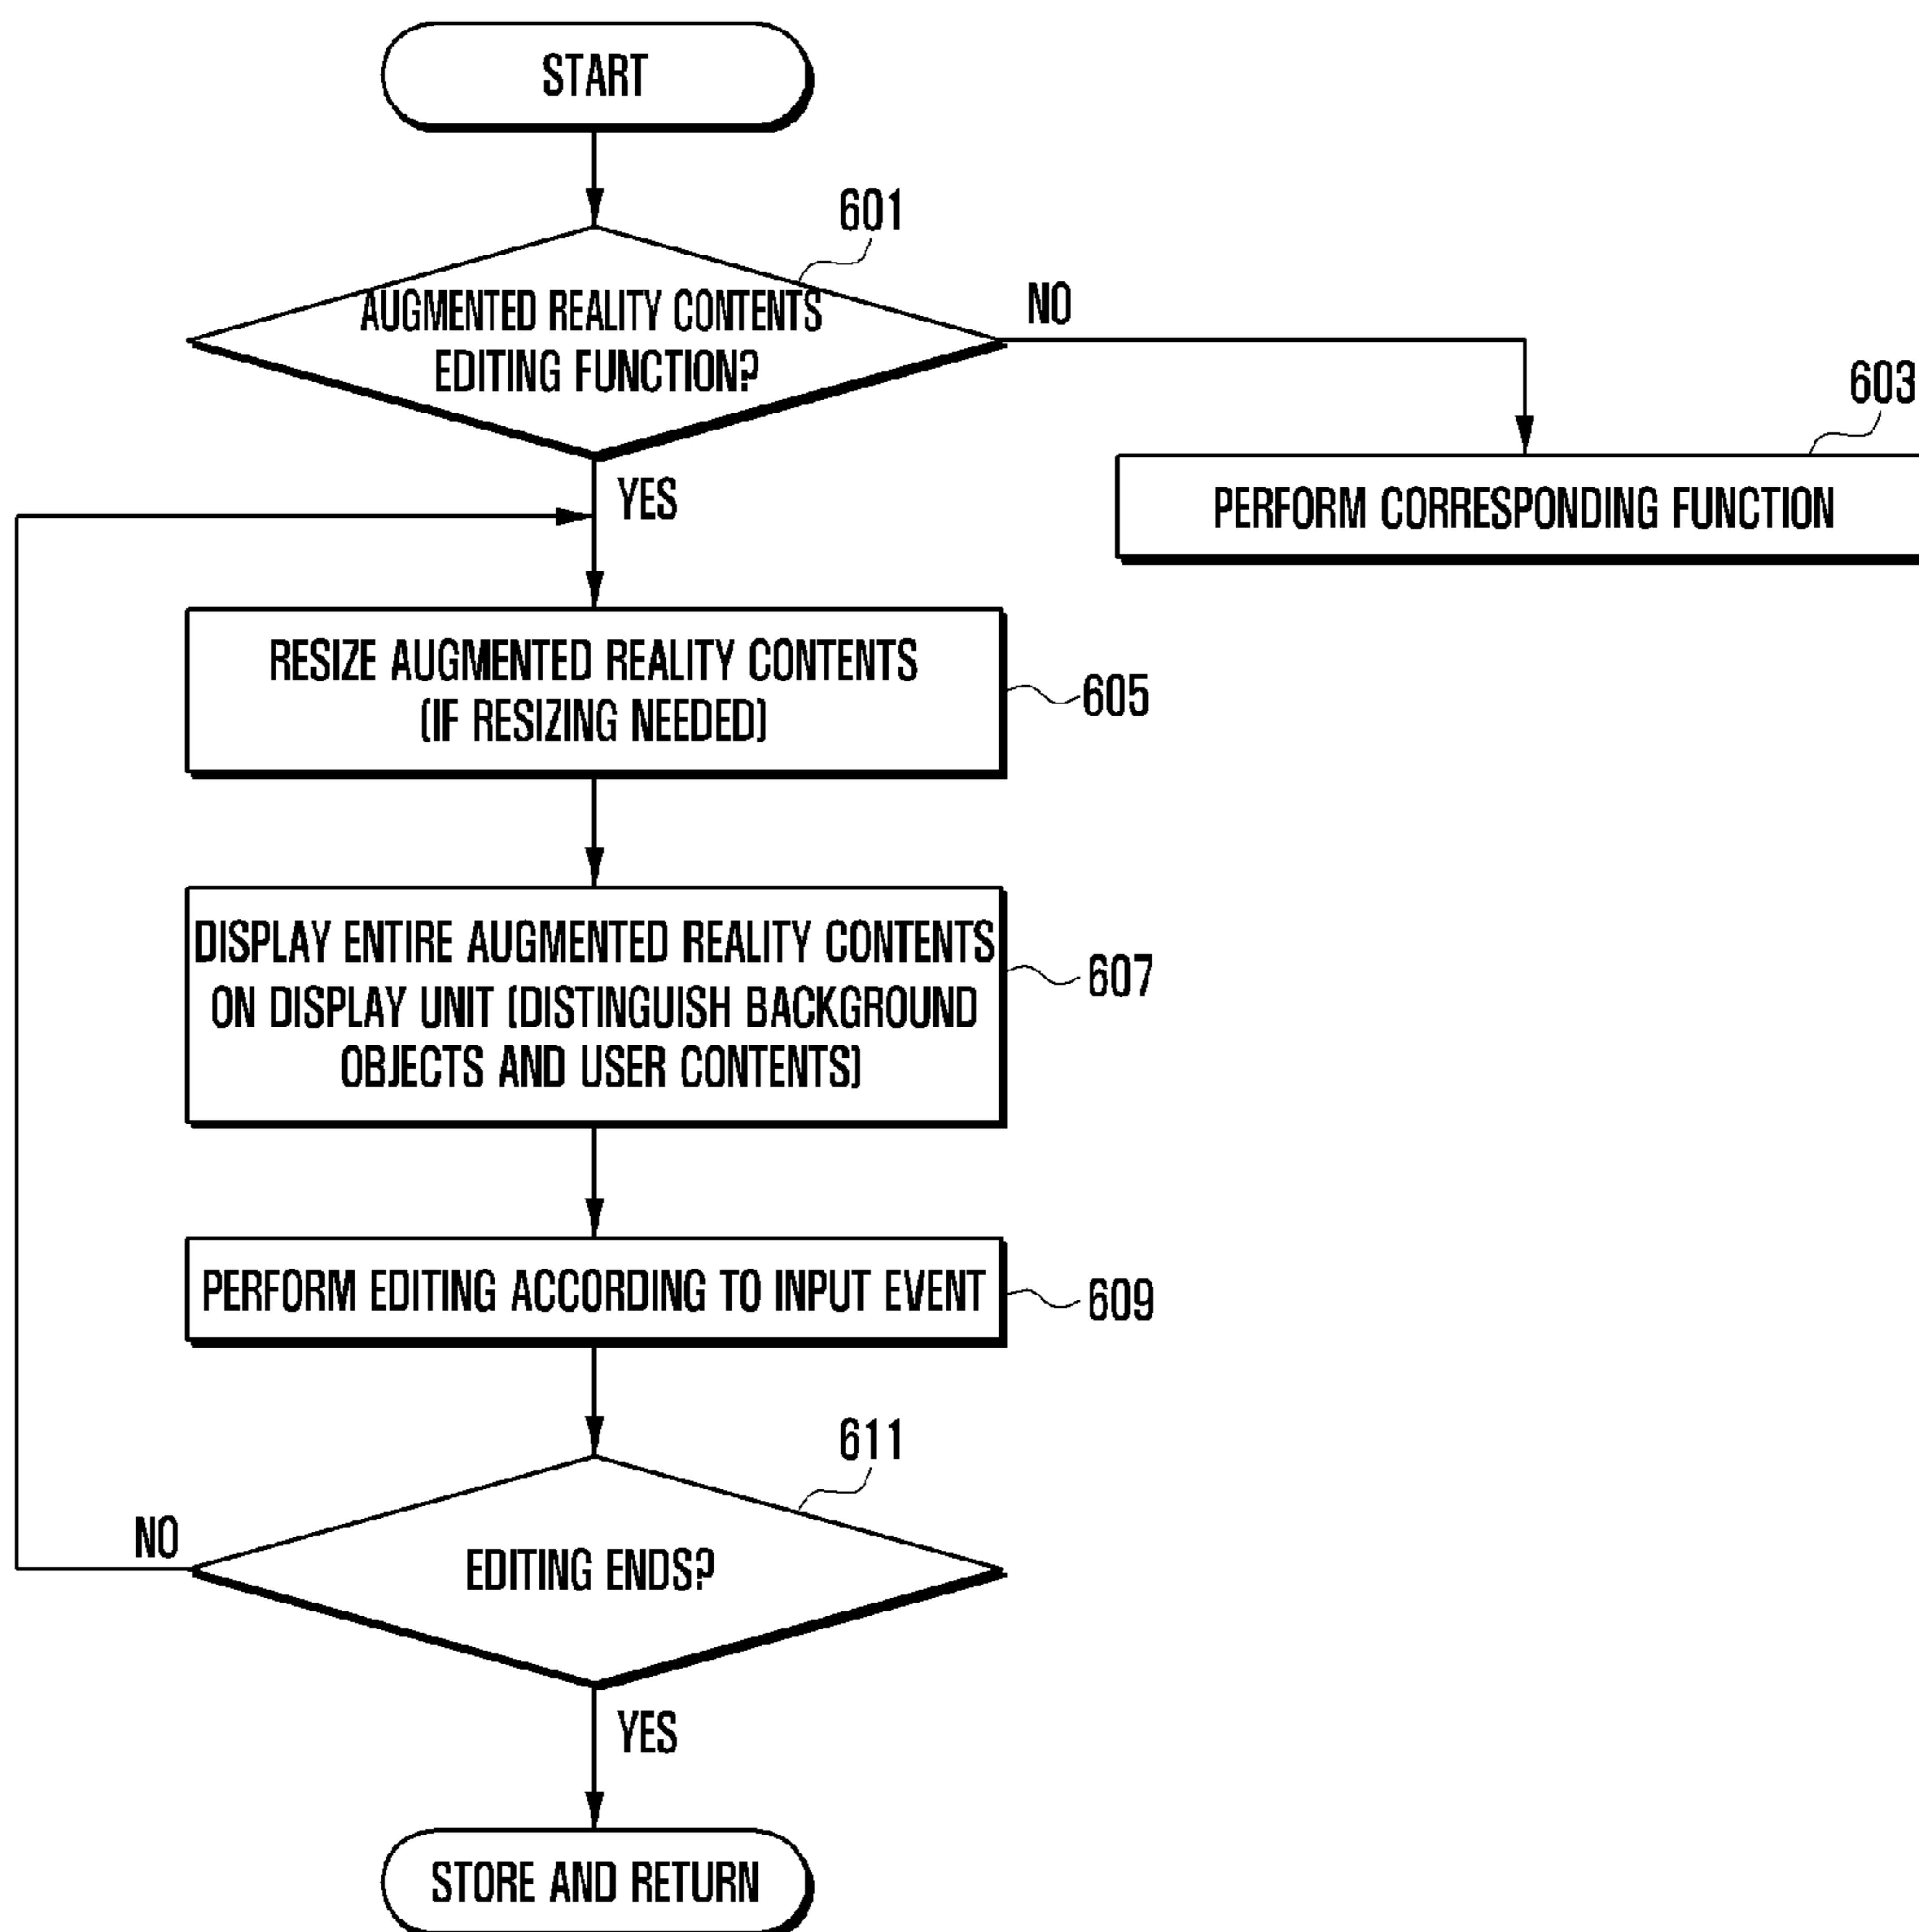 START
601
AUGMENTED REALITY CONTENTS
EDITING FUNCTION?
NO
603
PERFORM CORRESPONDING FUNCTION
YES
RESIZE AUGMENTED REALITY CONTENTS
(IF RESIZING NEEDED)
605
DISPLAY ENTIRE AUGMENTED REALITY CONTENTS
ON DISPLAY UNIT (DISTINGUISH BACKGROUND
OBJECTS AND USER CONTENTS)
607
PERFORM EDITING ACCORDING TO INPUT EVENT
609
611
NO
EDITING ENDS?
YES
STORE AND RETURN